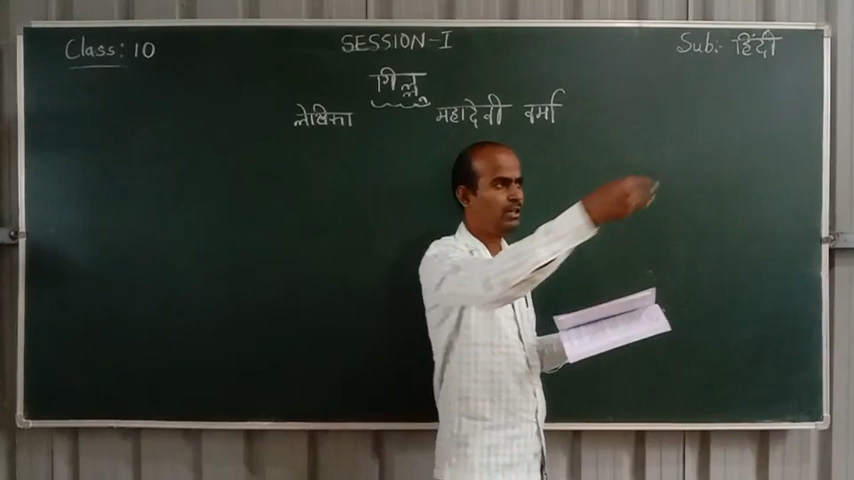 Class: 10 SESSION-I Sub:- हिंदी
गिल्लू
लेखिका महादेवी वर्मा